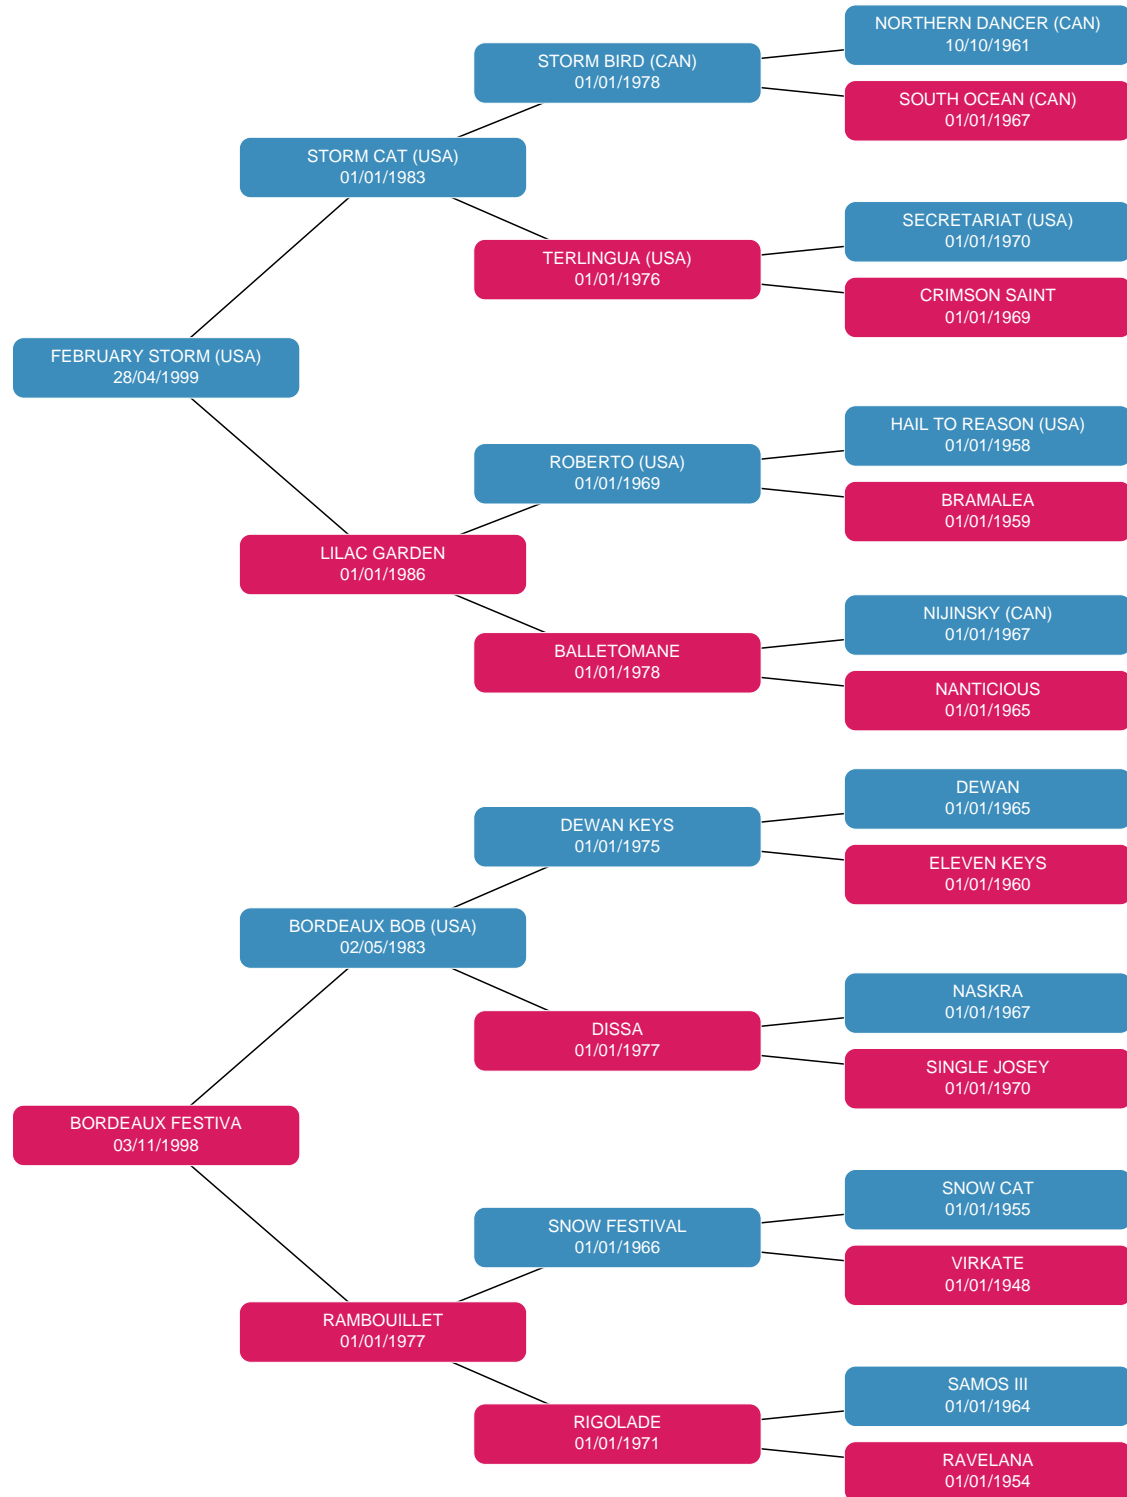 NORTHERN DANCER (CAN)
10/10/1961
STORM BIRD (CAN)
01/01/1978
SOUTH OCEAN (CAN)
01/01/1967
STORM CAT (USA)
01/01/1983
SECRETARIAT (USA)
01/01/1970
TERLINGUA (USA)
01/01/1976
CRIMSON SAINT
01/01/1969
FEBRUARY STORM (USA)
28/04/1999
HAIL TO REASON (USA)
01/01/1958
ROBERTO (USA)
01/01/1969
BRAMALEA
01/01/1959
LILAC GARDEN
01/01/1986
NIJINSKY (CAN)
01/01/1967
BALLETOMANE
01/01/1978
NANTICIOUS
01/01/1965
DEWAN
01/01/1965
DEWAN KEYS
01/01/1975
ELEVEN KEYS
01/01/1960
BORDEAUX BOB (USA)
02/05/1983
NASKRA
01/01/1967
DISSA
01/01/1977
SINGLE JOSEY
01/01/1970
BORDEAUX FESTIVA
03/11/1998
SNOW CAT
01/01/1955
SNOW FESTIVAL
01/01/1966
VIRKATE
01/01/1948
RAMBOUILLET
01/01/1977
SAMOS III
01/01/1964
RIGOLADE
01/01/1971
RAVELANA
01/01/1954